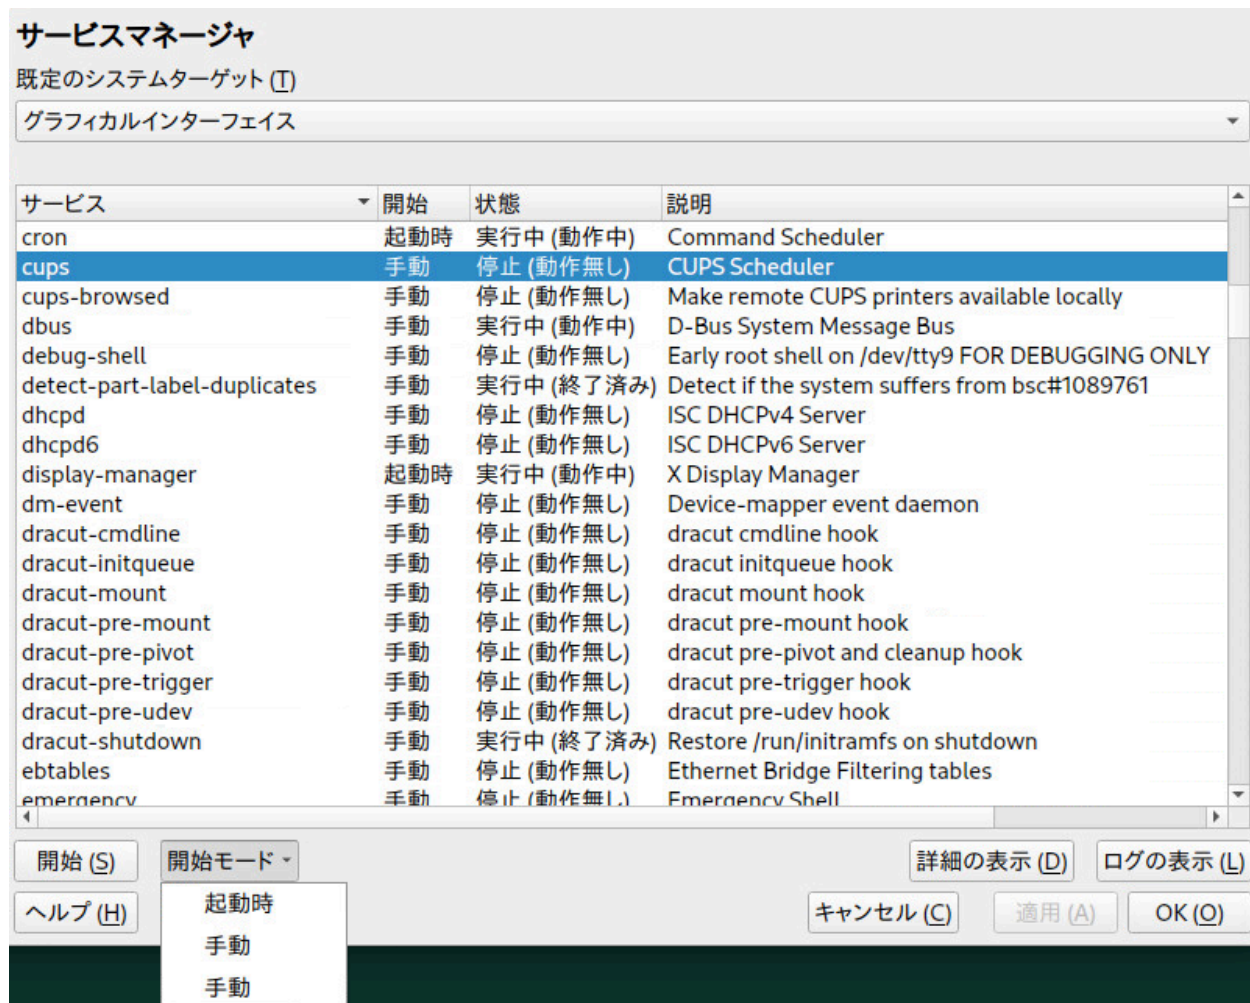 サービスマネージャ
既定のシステムターゲット (T)
グラフィカルインターフェイス
サービス 開始 状態 説明
cron 起動時 実行中 (動作中) Command Scheduler
cups 手動 停止 (動作無し) CUPS Scheduler
cups-browsed 手動 停止 (動作無し) Make remote CUPS printers available locally
dbus 手動 実行中 (動作中) D-Bus System Message Bus
debug-shell 手動 停止 (動作無し) Early root shell on /dev/tty9 FOR DEBUGGING ONLY
detect-part-label-duplicates 手動 実行中 (終了済み) Detect if the system suffers from bsc#1089761
dhcpd 手動 停止 (動作無し) ISC DHCPv4 Server
dhcpd6 手動 停止 (動作無し) ISC DHCPv6 Server
display-manager 起動時 実行中 (動作中) X Display Manager
dm-event 手動 停止 (動作無し) Device-mapper event daemon
dracut-cmdline 手動 停止 (動作無し) dracut cmdline hook
dracut-initqueue 手動 停止 (動作無し) dracut initqueue hook
dracut-mount 手動 停止 (動作無し) dracut mount hook
dracut-pre-mount 手動 停止 (動作無し) dracut pre-mount hook
dracut-pre-pivot 手動 停止 (動作無し) dracut pre-pivot and cleanup hook
dracut-pre-trigger 手動 停止 (動作無し) dracut pre-trigger hook
dracut-pre-udev 手動 停止 (動作無し) dracut pre-udev hook
dracut-shutdown 手動 実行中 (終了済み) Restore /run/initramfs on shutdown
ebtables 手動 停止 (動作無し) Ethernet Bridge Filtering tables
emergency 手動 停止 (動作無し) Emergency Shell
開始 (S) 開始モード 詳細の表示 (D) ログの表示 (L)
ヘルプ (H) 起動時 キャンセル (C) 適用 (A) OK (O)
手動
手動